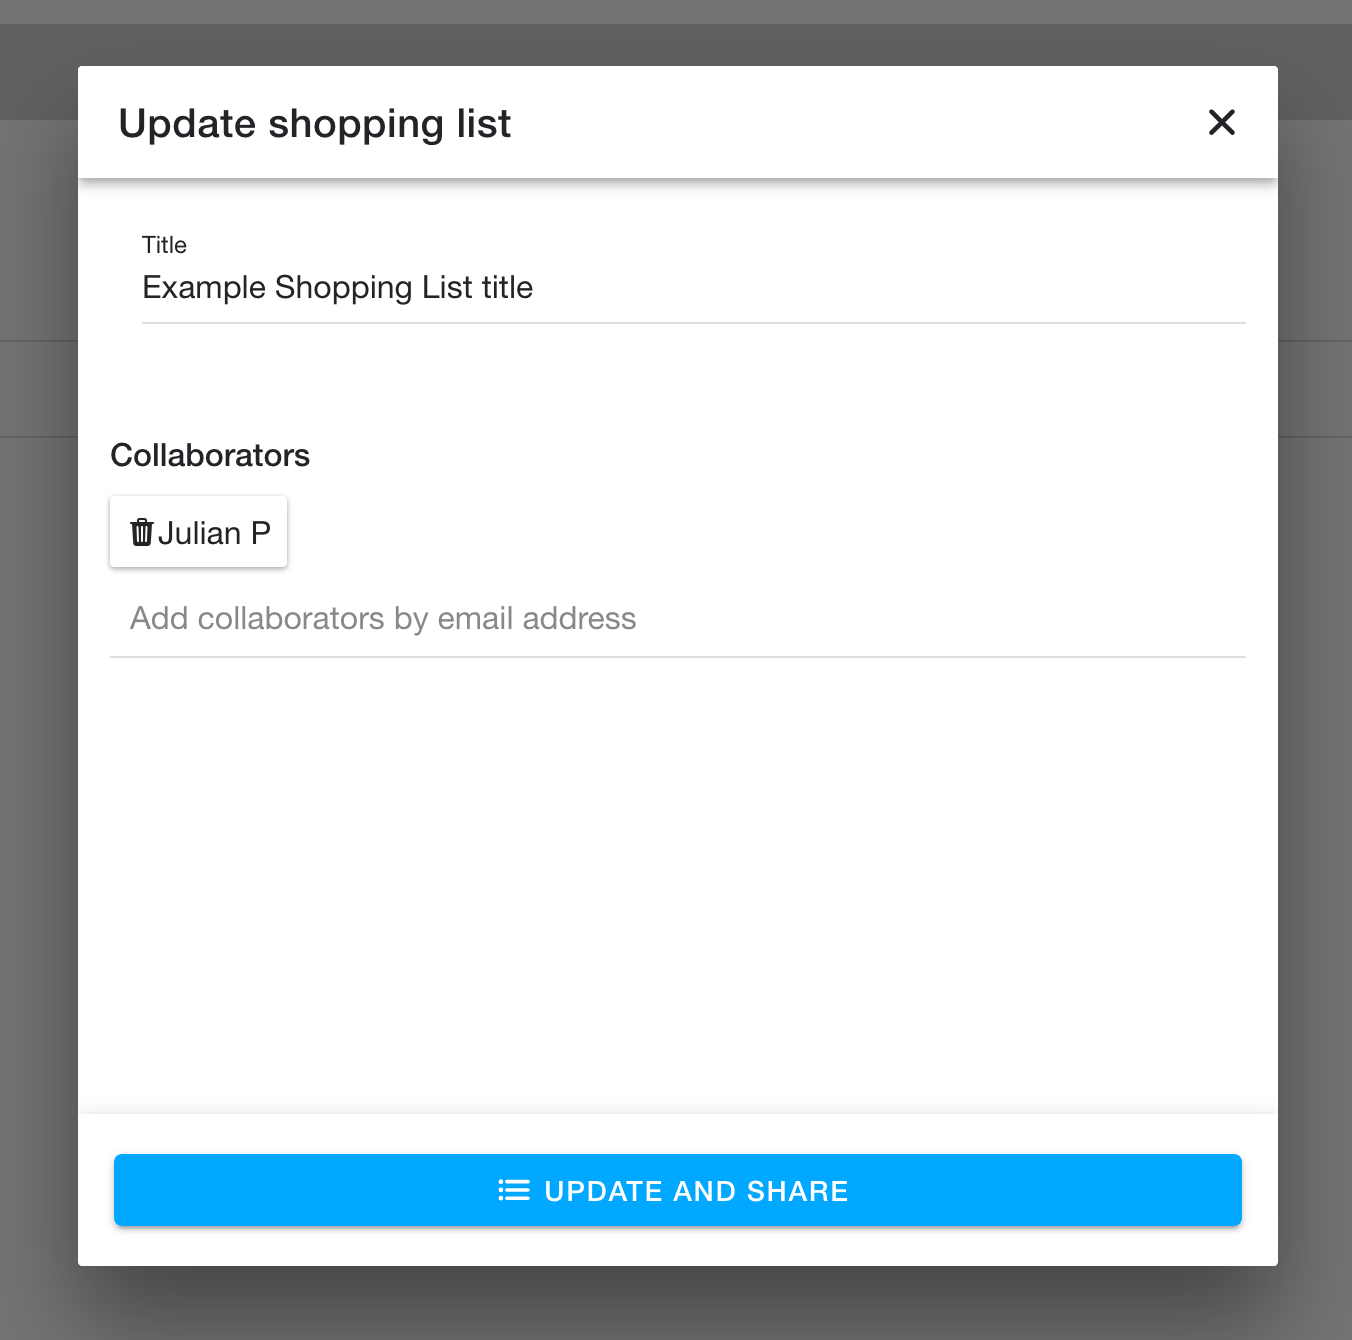 Update shopping list
Title
Example Shopping List title
Collaborators
Julian P
Add collaborators by email address
UPDATE AND SHARE